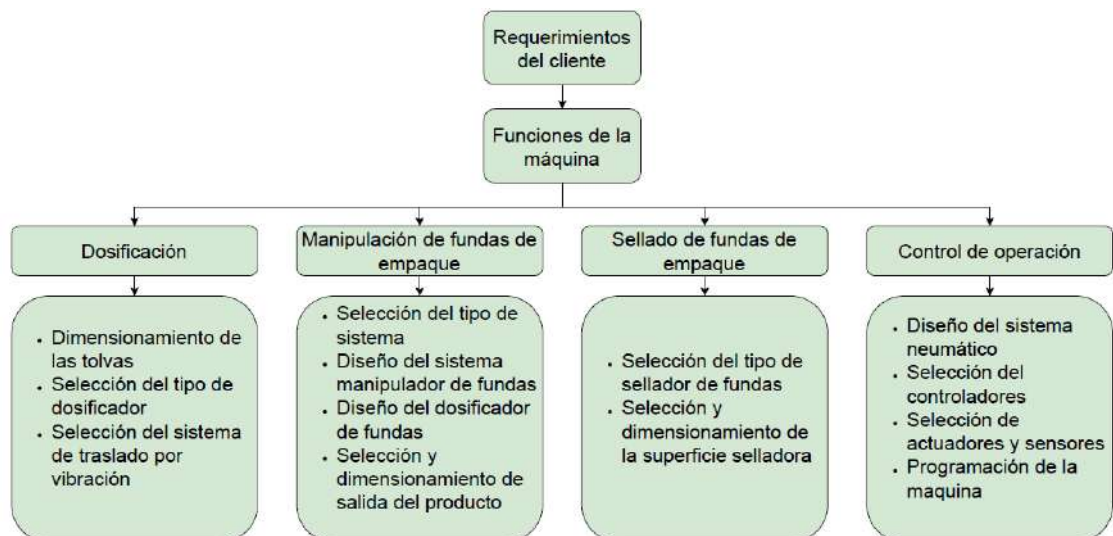 Requerimientos
del cliente
Funciones de la
máquina
Dosificación
Manipulación de fundas de
empaque
Sellado de fundas de
empaque
Control de operación
• Dimensionamiento de
las tolvas
• Selección del tipo de
dosificador
• Selección del sistema
de traslado por
vibración
• Selección del tipo de
sistema
• Diseño del sistema
manipulador de fundas
• Diseño del dosificador
de fundas
• Selección y
dimensionamiento de
salida del producto
• Selección del tipo de
sellador de fundas
• Selección y
dimensionamiento de
la superficie selladora
• Diseño del sistema
neumático
• Selección del
controladores
• Selección de
actuadores y sensores
• Programación de la
maquina